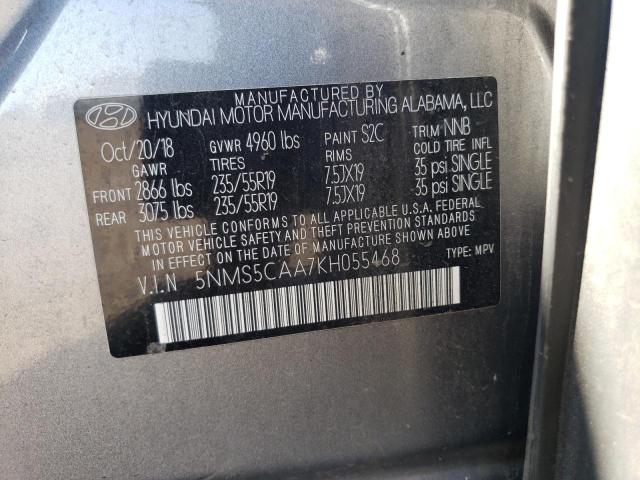 MANUFACTURED BY
HYUNDAI MOTOR MANUFACTURING ALABAMA, LLC
Oct/20/18 GVWR 4960 lbs PAINT S2C TRIM NNB
GAWR TIRES RIMS COLD TIRE INFL
FRONT 2866 lbs 235/55R19 7.5JX19 35 psi SINGLE
REAR 3075 lbs 235/55R19 7.5JX19 35 psi SINGLE
THIS VEHICLE CONFORMS TO ALL APPLICABLE U.S.A. FEDERAL
MOTOR VEHICLE SAFETY BUMPER, AND THEFT PREVENTION STANDARDS
IN EFFECT ON THE DATE OF MANUFACTURE SHOWN ABOVE.
V.I.N 5NMS5CAA7KH055468 TYPE: MPV